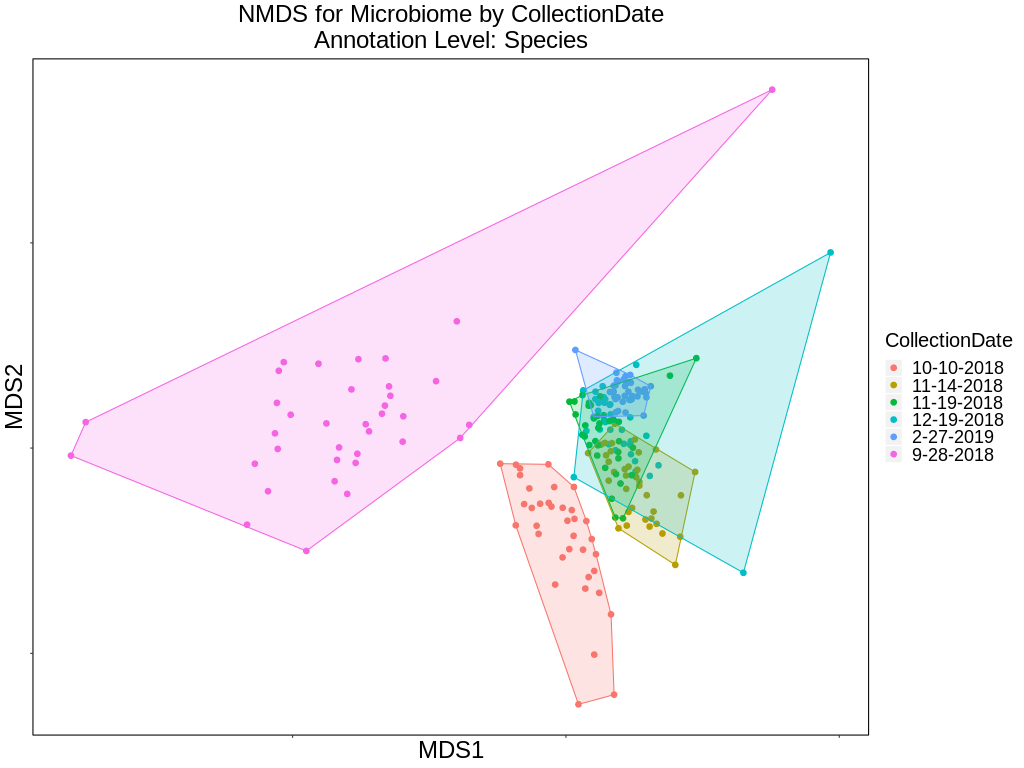 NMDS for Microbiome by CollectionDate
Annotation Level: Species
MDS2
MDS1
CollectionDate
10-10-2018
11-14-2018
11-19-2018
12-19-2018
2-27-2019
9-28-2018